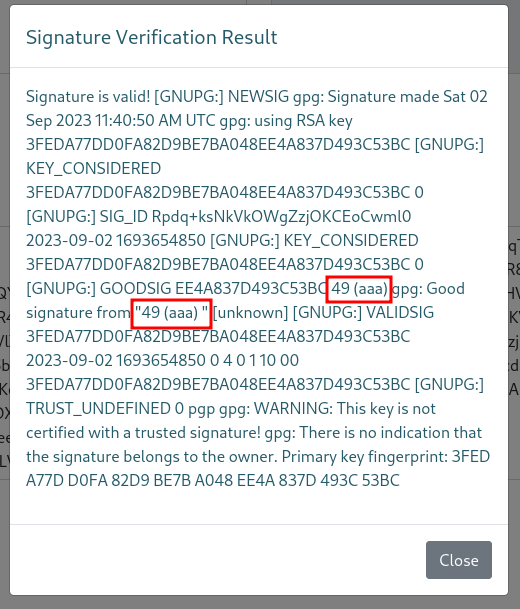 Signature Verification Result
Signature is valid! [GNUPG:] NEWSIG gpg: Signature made Sat 02
Sep 2023 11:40:50 AM UTC gpg: using RSA key
3FEDA77DD0FA82D9BE7BA048EE4A837D493C53BC [GNUPG:]
KEY_CONSIDERED
3FEDA77DD0FA82D9BE7BA048EE4A837D493C53BC 0
[GNUPG:] SIG_ID Rpdq+ksNkVkOWgZzjOKCEoCwml0
2023-09-02 1693654850 [GNUPG:] KEY_CONSIDERED
3FEDA77DD0FA82D9BE7BA048EE4A837D493C53BC 0
[GNUPG:] GOODSIG EE4A837D493C53BC 49 (aaa) gpg: Good
signature from "49 (aaa) " [unknown] [GNUPG:] VALIDSIG
3FEDA77DD0FA82D9BE7BA048EE4A837D493C53BC
2023-09-02 1693654850 0 4 0 1 10 00
3FEDA77DD0FA82D9BE7BA048EE4A837D493C53BC [GNUPG:]
TRUST_UNDEFINED 0 pgp gpg: WARNING: This key is not
certified with a trusted signature! gpg: There is no indication that
the signature belongs to the owner. Primary key fingerprint: 3FED
A77D D0FA 82D9 BE7B A048 EE4A 837D 493C 53BC
Close